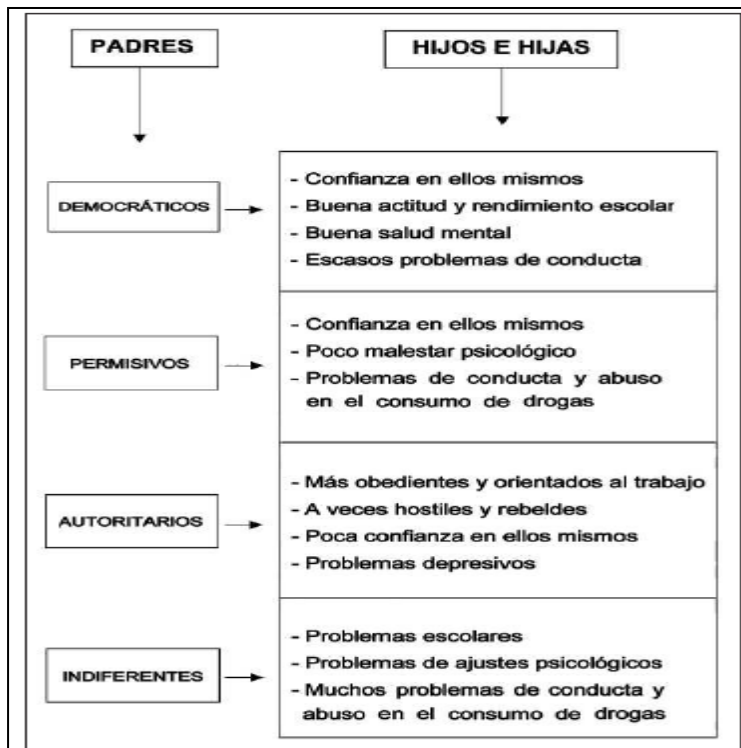 PADRES
HIJOS E HIJAS
DEMOCRÁTICOS
- Confianza en ellos mismos
- Buena actitud y rendimiento escolar
- Buena salud mental
- Escasos problemas de conducta
PERMISIVOS
- Confianza en ellos mismos
- Poco malestar psicológico
- Problemas de conducta y abuso
en el consumo de drogas
AUTORITARIOS
- Más obedientes y orientados al trabajo
- A veces hostiles y rebeldes
- Poca confianza en ellos mismos
- Problemas depresivos
INDIFERENTES
- Problemas escolares
- Problemas de ajustes psicológicos
- Muchos problemas de conducta y
abuso en el consumo de drogas